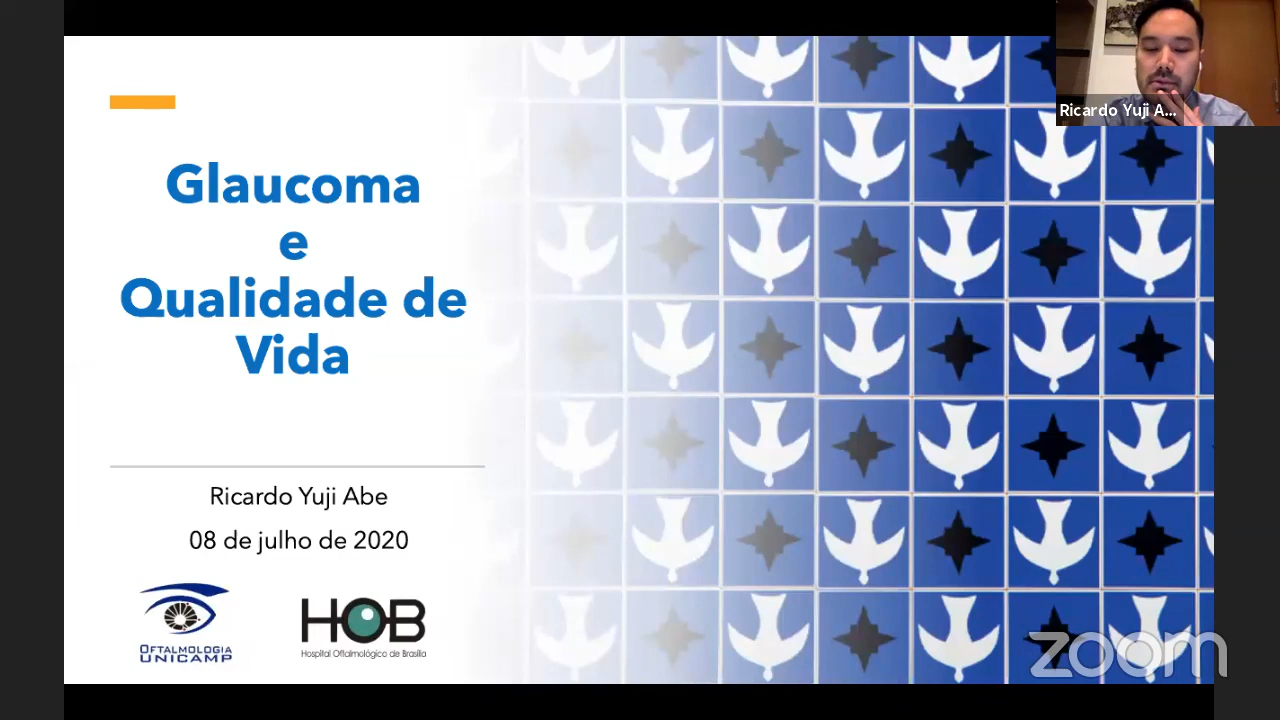 Ricardo Yuji A...
Glaucoma
e
Qualidade de
Vida
Ricardo Yuji Abe
08 de julho de 2020
OFTALMOLOGIA
UNICAMP
HOB
Hospital Oftalmológico de Brasília
zoom